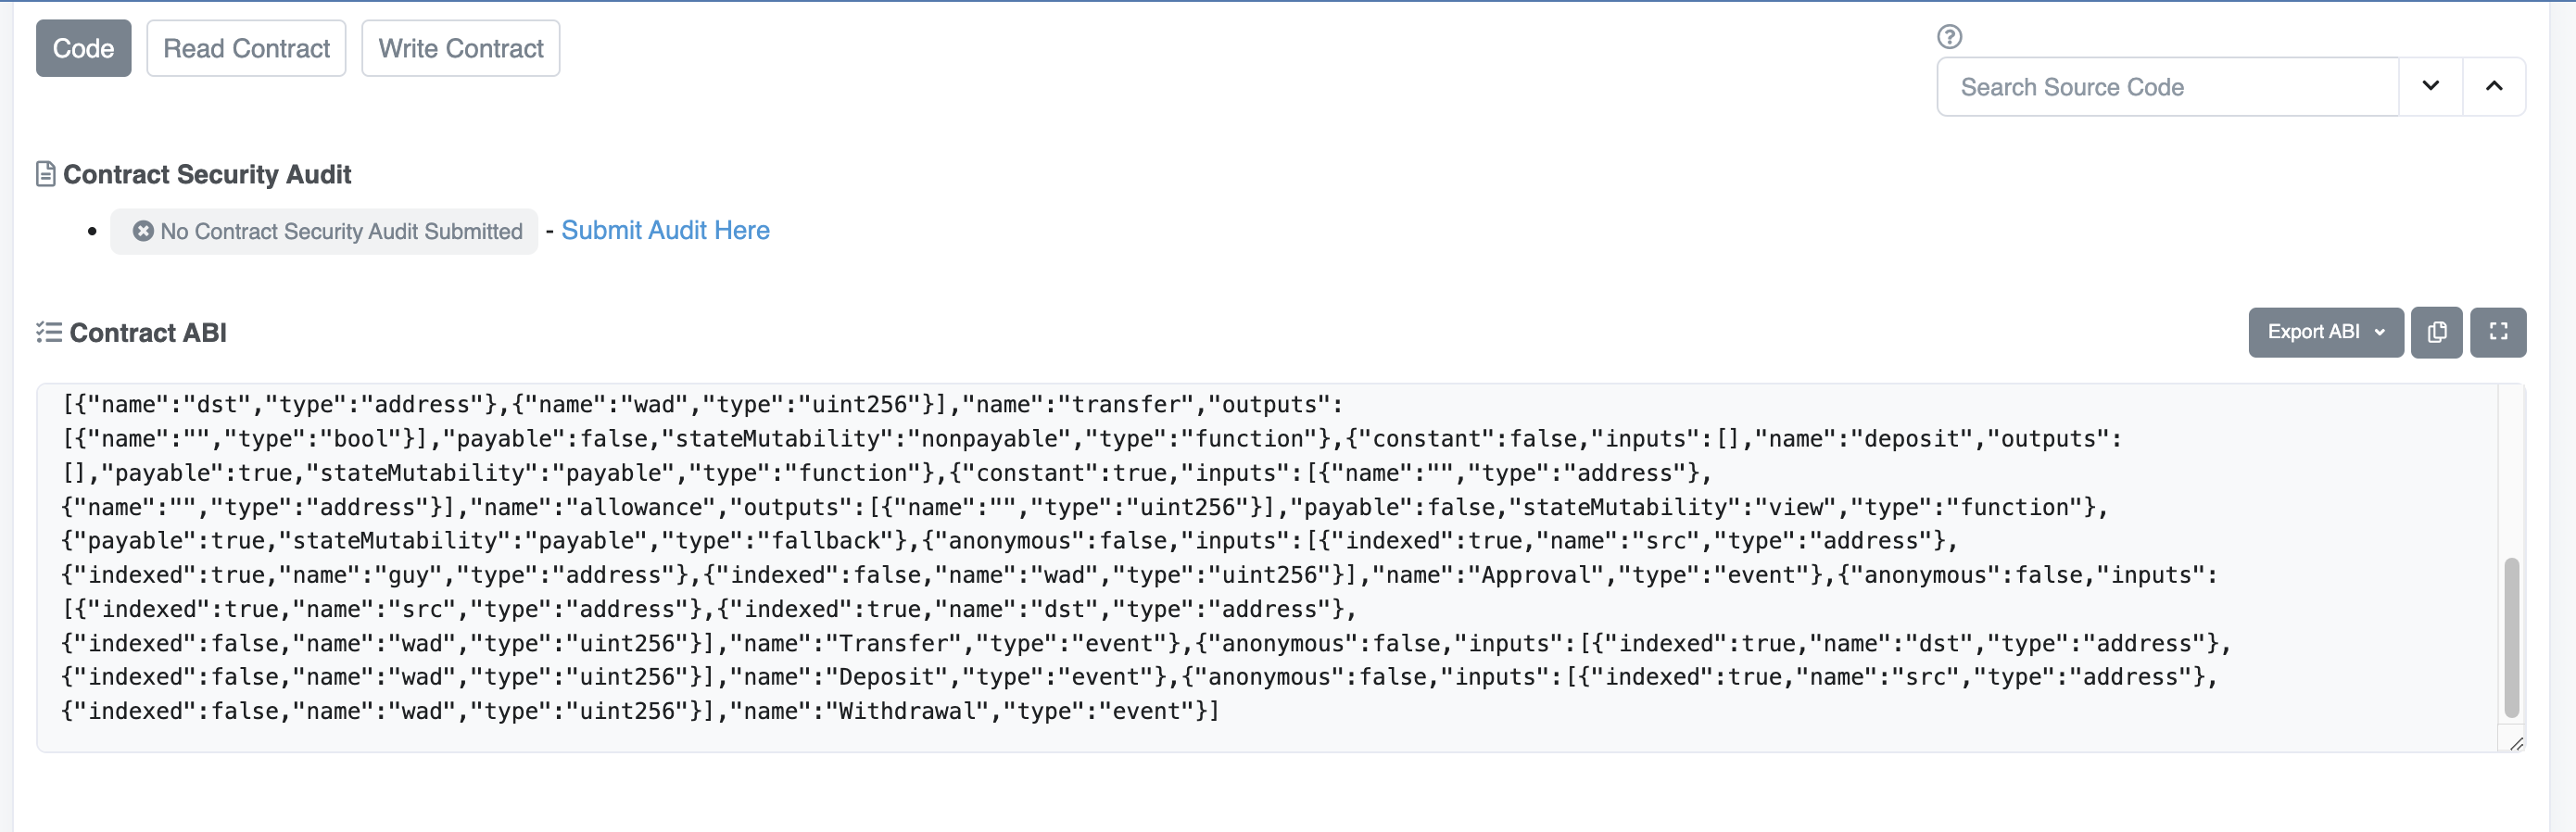 Code
Read Contract
Write Contract
Search Source Code
Contract Security Audit
No Contract Security Audit Submitted - Submit Audit Here
Contract ABI
Export ABI
[{"name":"dst","type":"address"},{"name":"wad","type":"uint256"}],"name":"transfer","outputs":
[{"name":"","type":"bool"}],"payable":false,"stateMutability":"nonpayable","type":"function"},{"constant":false,"inputs":[],"name":"deposit","outputs":
[],"payable":true,"stateMutability":"payable","type":"function"},{"constant":true,"inputs":[{"name":"","type":"address"},
{"name":"","type":"address"}],"name":"allowance","outputs":[{"name":"","type":"uint256"}],"payable":false,"stateMutability":"view","type":"function"},
{"payable":true,"stateMutability":"payable","type":"fallback"},{"anonymous":false,"inputs":[{"indexed":true,"name":"src","type":"address"},
{"indexed":true,"name":"guy","type":"address"},{"indexed":false,"name":"wad","type":"uint256"}],"name":"Approval","type":"event"},{"anonymous":false,"inputs":
[{"indexed":true,"name":"src","type":"address"},{"indexed":true,"name":"dst","type":"address"},
{"indexed":false,"name":"wad","type":"uint256"}],"name":"Transfer","type":"event"},{"anonymous":false,"inputs":[{"indexed":true,"name":"dst","type":"address"},
{"indexed":false,"name":"wad","type":"uint256"}],"name":"Deposit","type":"event"},{"anonymous":false,"inputs":[{"indexed":true,"name":"src","type":"address"},
{"indexed":false,"name":"wad","type":"uint256"}],"name":"Withdrawal","type":"event"}]